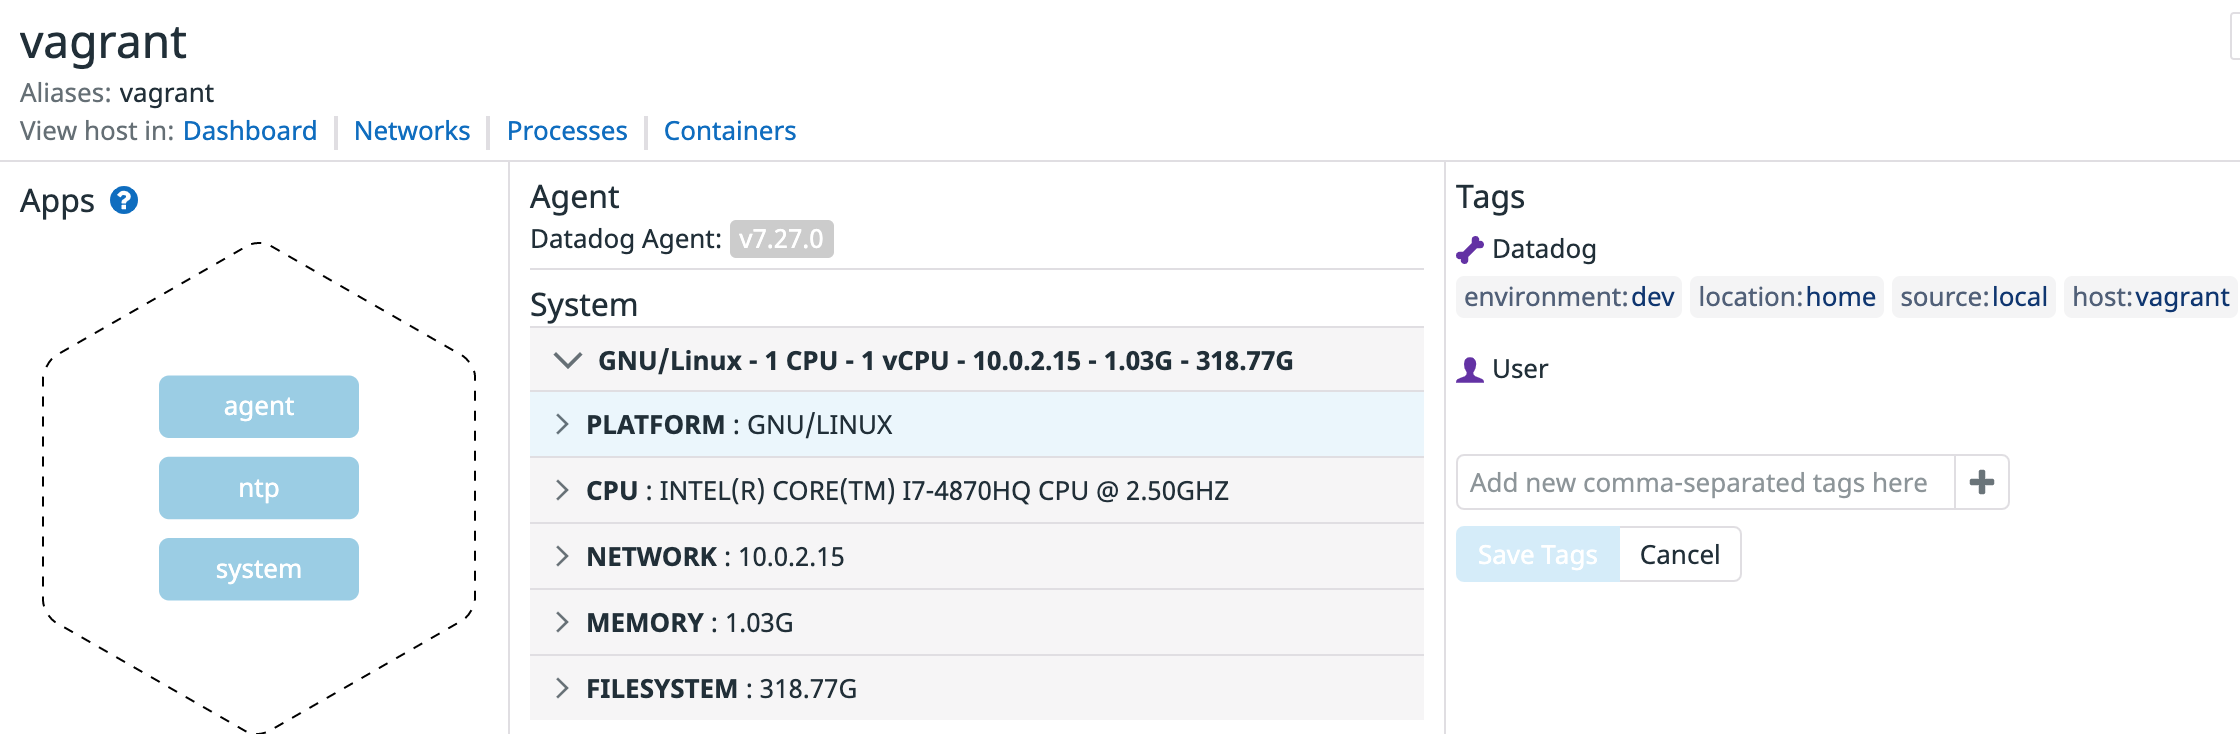 vagrant
Aliases: vagrant
View host in: Dashboard Networks Processes Containers
Apps ?
agent
ntp
system
Agent
Datadog Agent: v7.27.0
System
GNU/Linux - 1 CPU - 1 vCPU - 10.0.2.15 - 1.03G - 318.77G
PLATFORM : GNU/LINUX
CPU : INTEL(R) CORE(TM) I7-4870HQ CPU @ 2.50GHZ
NETWORK : 10.0.2.15
MEMORY : 1.03G
FILESYSTEM : 318.77G
Tags
Datadog
environment:dev location:home source:local host:vagrant
User
Add new comma-separated tags here
Save Tags Cancel